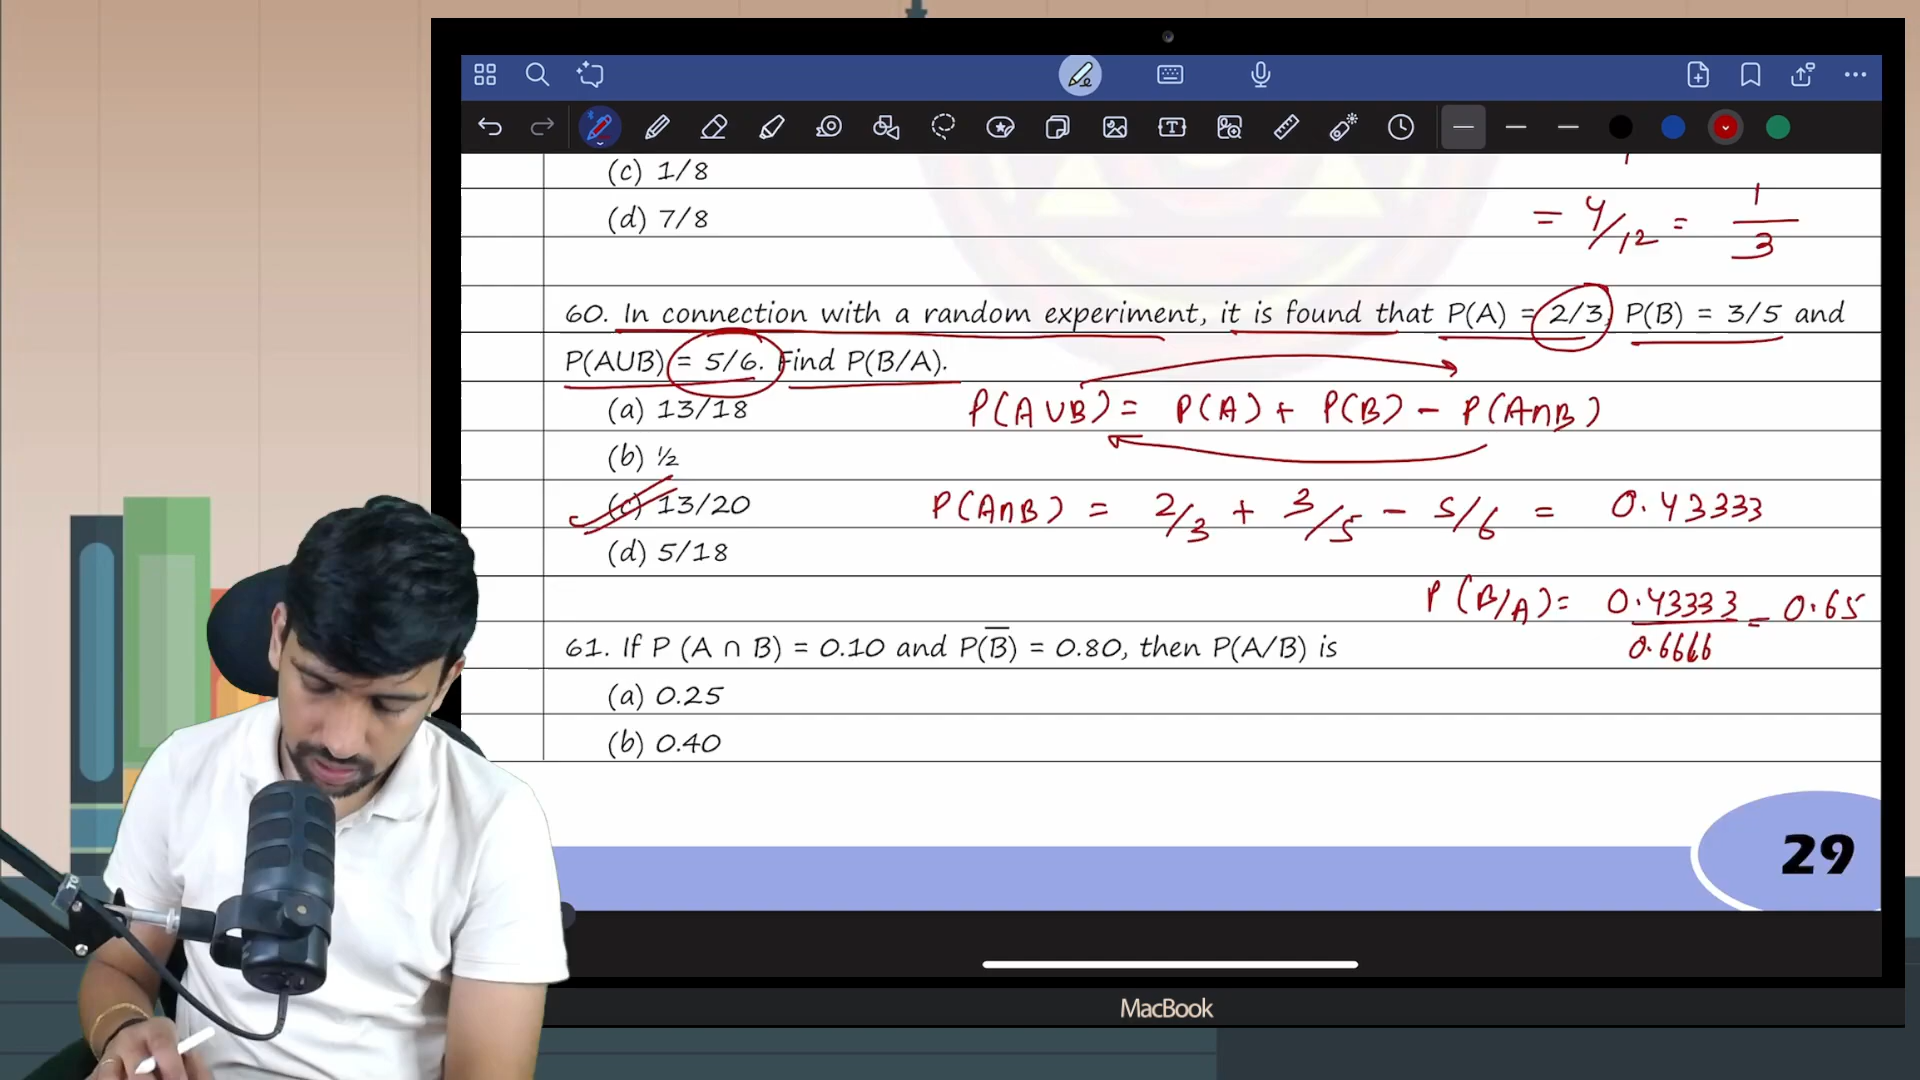 (c) 1/8
(d) 7/8
= 4/12 = 1/3
60. In connection with a random experiment, it is found that P(A) = 2/3, P(B) = 3/5 and
P(AUB) = 5/6. Find P(B/A).
(a) 13/18
P(A∪B) = P(A) + P(B) - P(A∩B)
(b) ½
(c) 13/20
P(A∩B) = 2/3 + 3/5 - 5/6 = 0.43333
(d) 5/18
P(B/A) = 0.43333/0.6666 = 0.65
61. If P (A ∩ B) = 0.10 and P(B̅) = 0.80, then P(A/B) is
(a) 0.25
(b) 0.40
29
MacBook